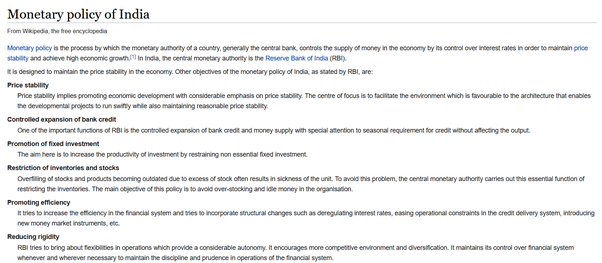 Monetary policy of India
From Wikipedia, the free encyclopedia
Monetary policy is the process by which the monetary authority of a country, generally the central bank, controls the supply of money in the economy by its control over interest rates in order to maintain price
stability and achieve high economic growth.[1] In India, the central monetary authority is the Reserve Bank of India (RBI).
It is designed to maintain the price stability in the economy. Other objectives of the monetary policy of India, as stated by RBI, are:
Price stability
Price stability implies promoting economic development with considerable emphasis on price stability. The centre of focus is to facilitate the environment which is favourable to the architecture that enables
the developmental projects to run swiftly while also maintaining reasonable price stability.
Controlled expansion of bank credit
One of the important functions of RBI is the controlled expansion of bank credit and money supply with special attention to seasonal requirement for credit without affecting the output.
Promotion of fixed investment
The aim here is to increase the productivity of investment by restraining non essential fixed investment.
Restriction of inventories and stocks
Overfilling of stocks and products becoming outdated due to excess of stock often results in sickness of the unit. To avoid this problem, the central monetary authority carries out this essential function of
restricting the inventories. The main objective of this policy is to avoid over-stocking and idle money in the organisation.
Promoting efficiency
It tries to increase the efficiency in the financial system and tries to incorporate structural changes such as deregulating interest rates, easing operational constraints in the credit delivery system, introducing
new money market instruments, etc.
Reducing rigidity
RBI tries to bring about flexibilities in operations which provide a considerable autonomy. It encourages more competitive environment and diversification. It maintains its control over financial system
whenever and wherever necessary to maintain the discipline and prudence in operations of the financial system.